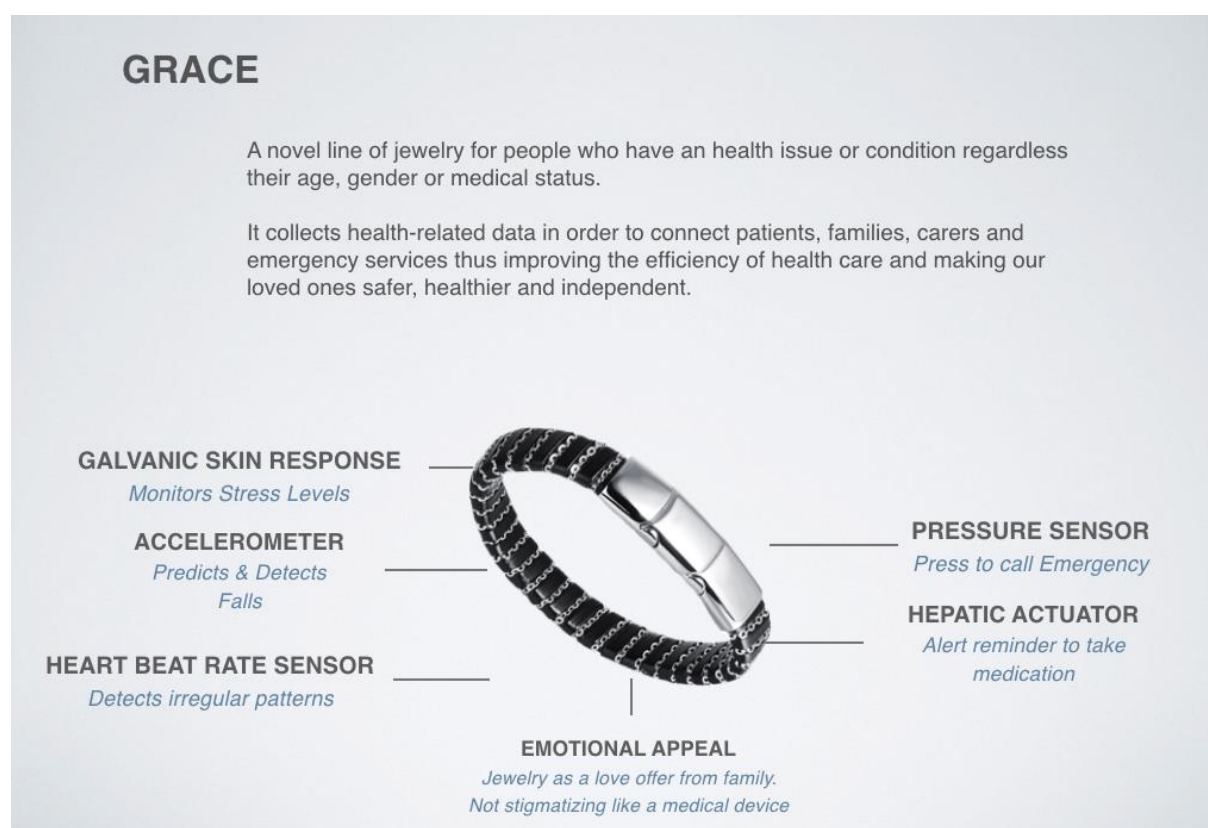 GRACE
A novel line of jewelry for people who have an health issue or condition regardless
their age, gender or medical status.
It collects health-related data in order to connect patients, families, carers and
emergency services thus improving the efficiency of health care and making our
loved ones safer, healthier and independent.
GALVANIC SKIN RESPONSE
Monitors Stress Levels
ACCELEROMETER
Predicts & Detects
Falls
HEART BEAT RATE SENSOR
Detects irregular patterns
PRESSURE SENSOR
Press to call Emergency
HEPATIC ACTUATOR
Alert reminder to take
medication
EMOTIONAL APPEAL
Jewelry as a love offer from family.
Not stigmatizing like a medical device